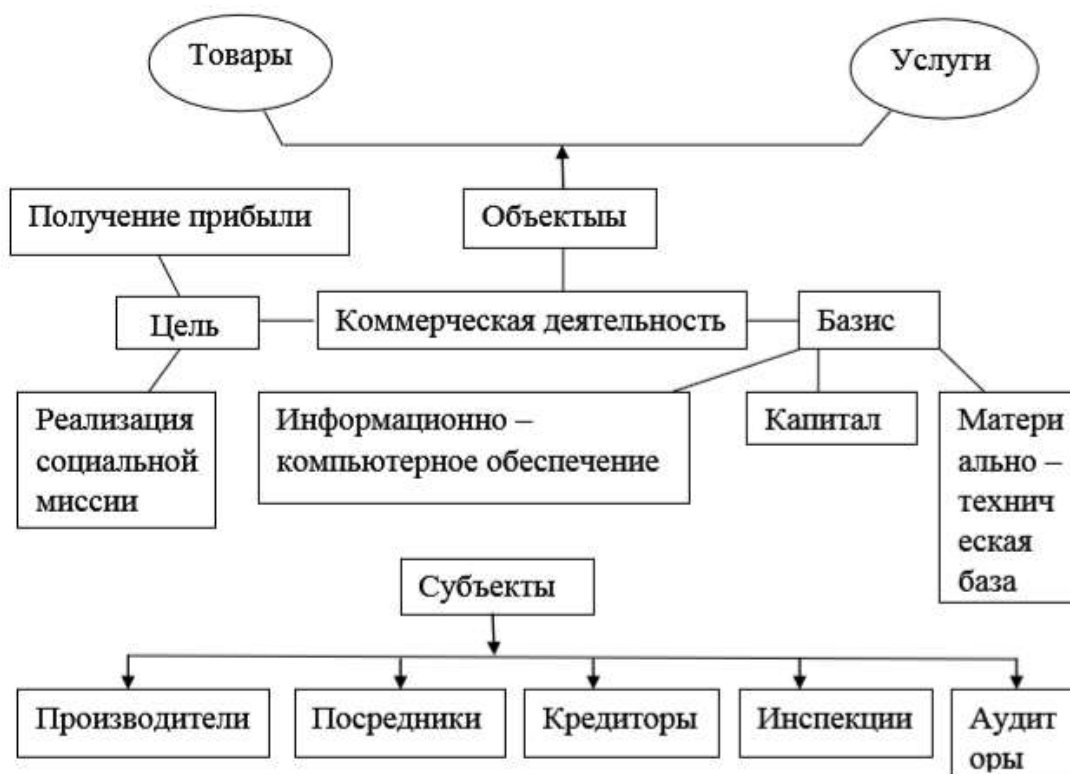 Товары
Услуги
Получение прибыли
Объектыы
Цель
Коммерческая деятельность
Базис
Реализация
социальной
миссии
Информационно –
компьютерное обеспечение
Капитал
Матери
ально –
технич
еская
база
Субъекты
Производители
Посредники
Кредиторы
Инспекции
Аудит
оры